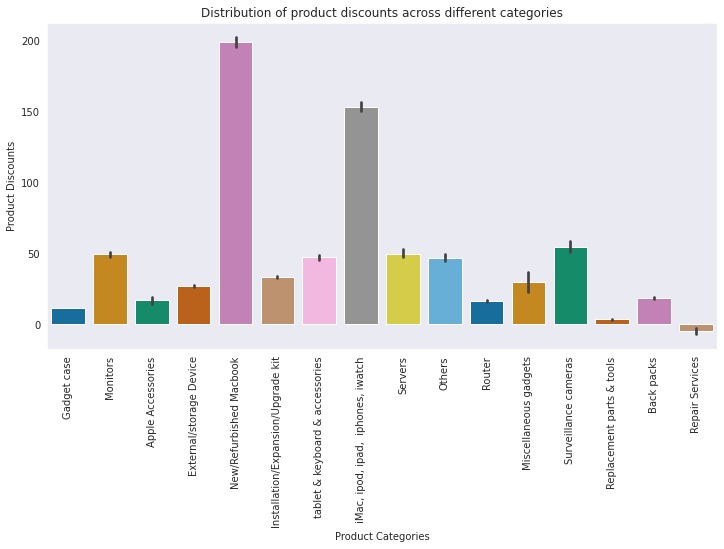 Distribution of product discounts across different categories
Product Discounts
200
150
100
50
0
Gadget case
Monitors
Apple Accessories
External/storage Device
New/Refurbished Macbook
Installation/Expansion/Upgrade kit
tablet & keyboard & accessories
iMac, ipod, ipad,  iphones, iwatch
Servers
Others
Router
Miscellaneous gadgets
Surveillance cameras
Replacement parts & tools
Back packs
Repair Services
Product Categories